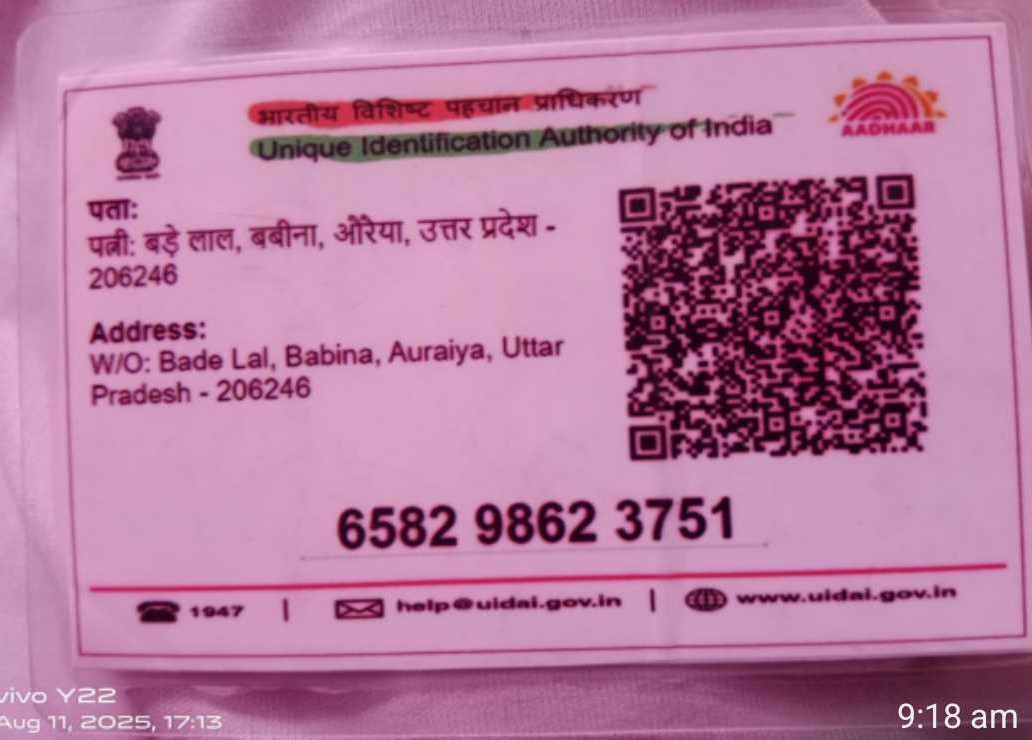 भारतीय विशिष्ट पहचान प्राधिकरण
Unique Identification Authority of India
AADHAAR
पता:
पत्नी: बड़े लाल, बबीना, औरैया, उत्तर प्रदेश -
206246
Address:
W/O: Bade Lal, Babina, Auraiya, Uttar
Pradesh - 206246
6582 9862 3751
1947 | help@uidai.gov.in | www.uidai.gov.in
vivo Y22
Aug 11, 2025, 17:13
9:18 am